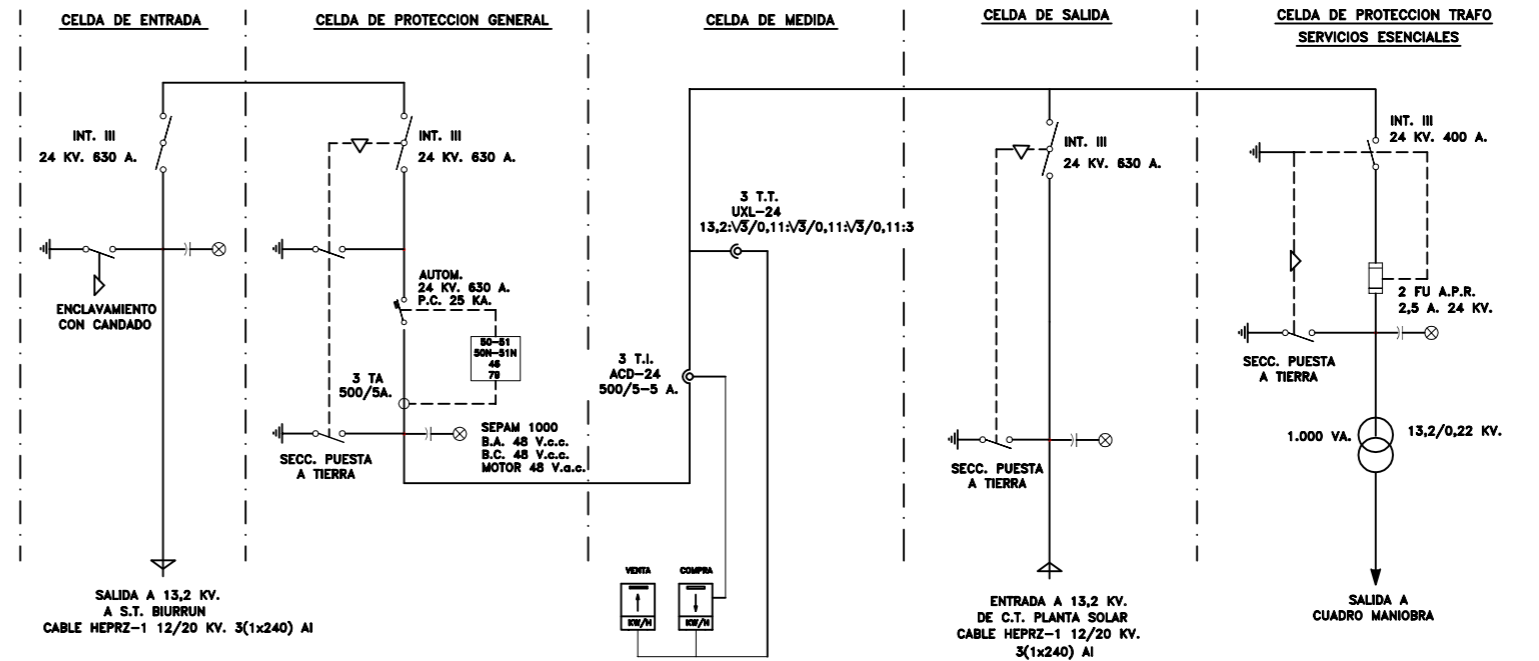 CELDA DE ENTRADA
INT. III
24 KV. 630 A.
ENCLAVAMIENTO
CON CANDADO
SALIDA A 13,2 KV.
A S.T. BIURRUN
CABLE HEPRZ-1 12/20 KV. 3(1x240) Al
CELDA DE PROTECCION GENERAL
INT. III
24 KV. 630 A.
AUTOM.
24 KV. 630 A.
P.C. 25 KA.
50-51
50N-51N
46
79
3 TA
500/5A.
SEPAM 1000
B.A. 48 V.c.c.
B.C. 48 V.c.c.
MOTOR 48 V.a.c.
SECC. PUESTA
A TIERRA
CELDA DE MEDIDA
3 T.T.
UXL-24
13,2:√3/0,11:√3/0,11:√3/0,11:3
3 T.I.
ACD-24
500/5-5 A.
VENTA
KW/H
COMPRA
KW/H
CELDA DE SALIDA
INT. III
24 KV. 630 A.
SECC. PUESTA
A TIERRA
ENTRADA A 13,2 KV.
DE C.T. PLANTA SOLAR
CABLE HEPRZ-1 12/20 KV.
3(1x240) Al
CELDA DE PROTECCION TRAFO
SERVICIOS ESENCIALES
INT. III
24 KV. 400 A.
2 FU A.P.R.
2,5 A. 24 KV.
SECC. PUESTA
A TIERRA
1.000 VA.
13,2/0,22 KV.
SALIDA A
CUADRO MANIOBRA